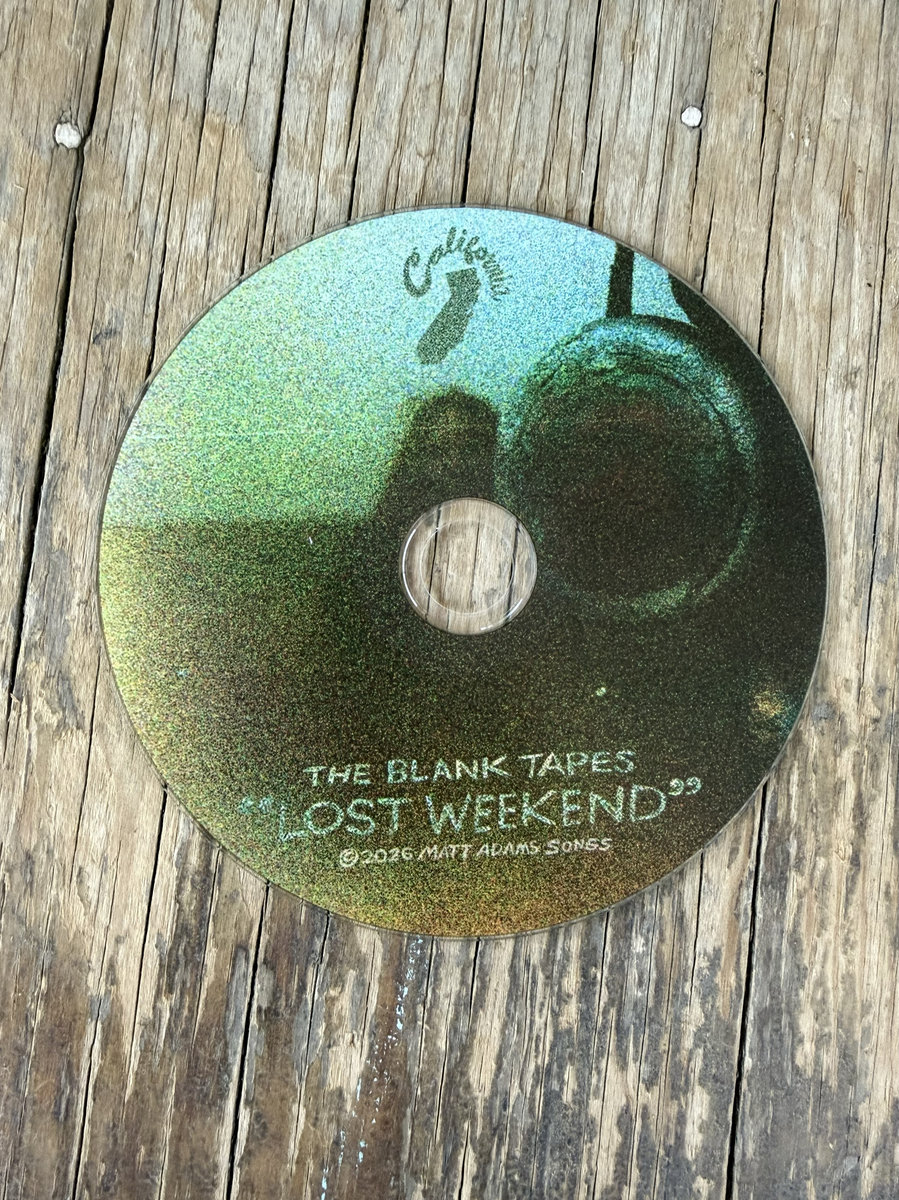 California
THE BLANK TAPES
"LOST WEEKEND"
©2026 MATT ADAMS SONGS